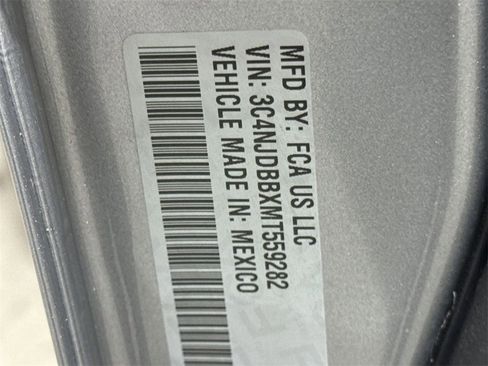 MFD BY: FCA US LLC
VIN: 3C4NJDBBXMT559282
VEHICLE MADE IN: MEXICO